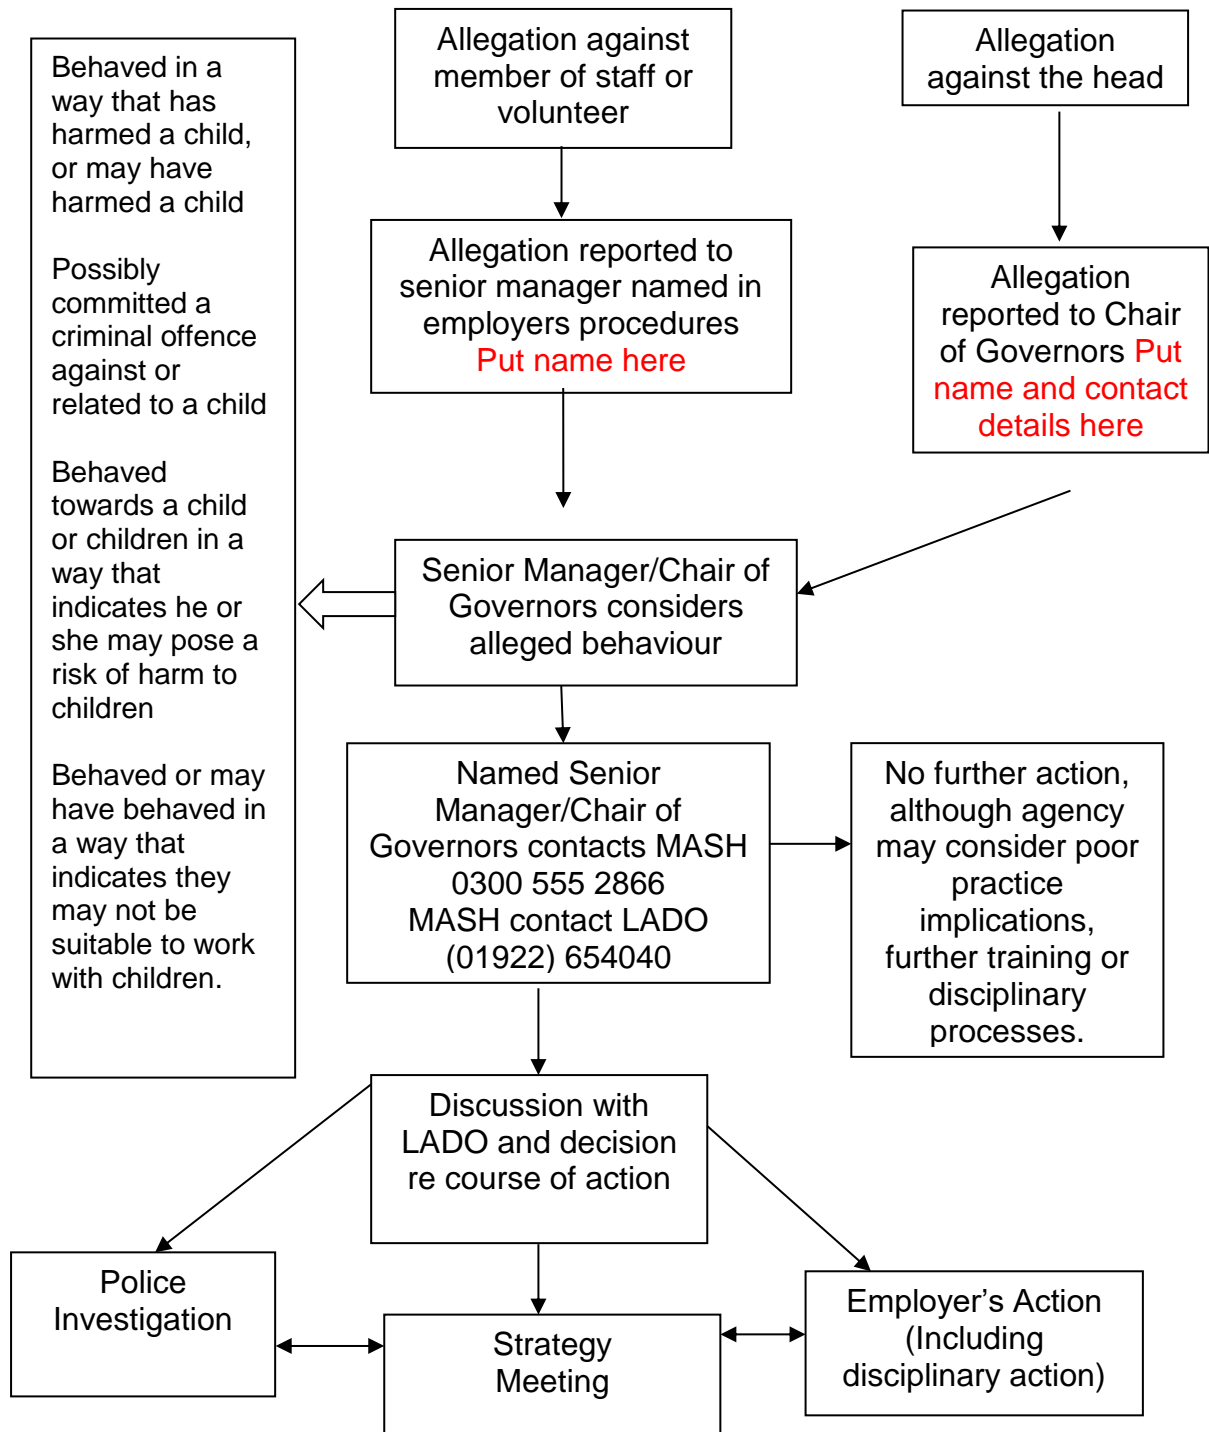 Behaved in a
way that has
harmed a child,
or may have
harmed a child
Possibly
committed a
criminal offence
against or
related to a child
Behaved
towards a child
or children in a
way that
indicates he or
she may pose a
risk of harm to
children
Behaved or may
have behaved in
a way that
indicates they
may not be
suitable to work
with children.
Allegation against
member of staff or
volunteer
Allegation
against the head
Allegation reported to
senior manager named in
employers procedures
Put name here
Allegation
reported to Chair
of Governors Put
name and contact
details here
Senior Manager/Chair of
Governors considers
alleged behaviour
Named Senior
Manager/Chair of
Governors contacts MASH
0300 555 2866
MASH contact LADO
(01922) 654040
No further action,
although agency
may consider poor
practice
implications,
further training or
disciplinary
processes.
Discussion with
LADO and decision
re course of action
Police
Investigation
Strategy
Meeting
Employer’s Action
(Including
disciplinary action)